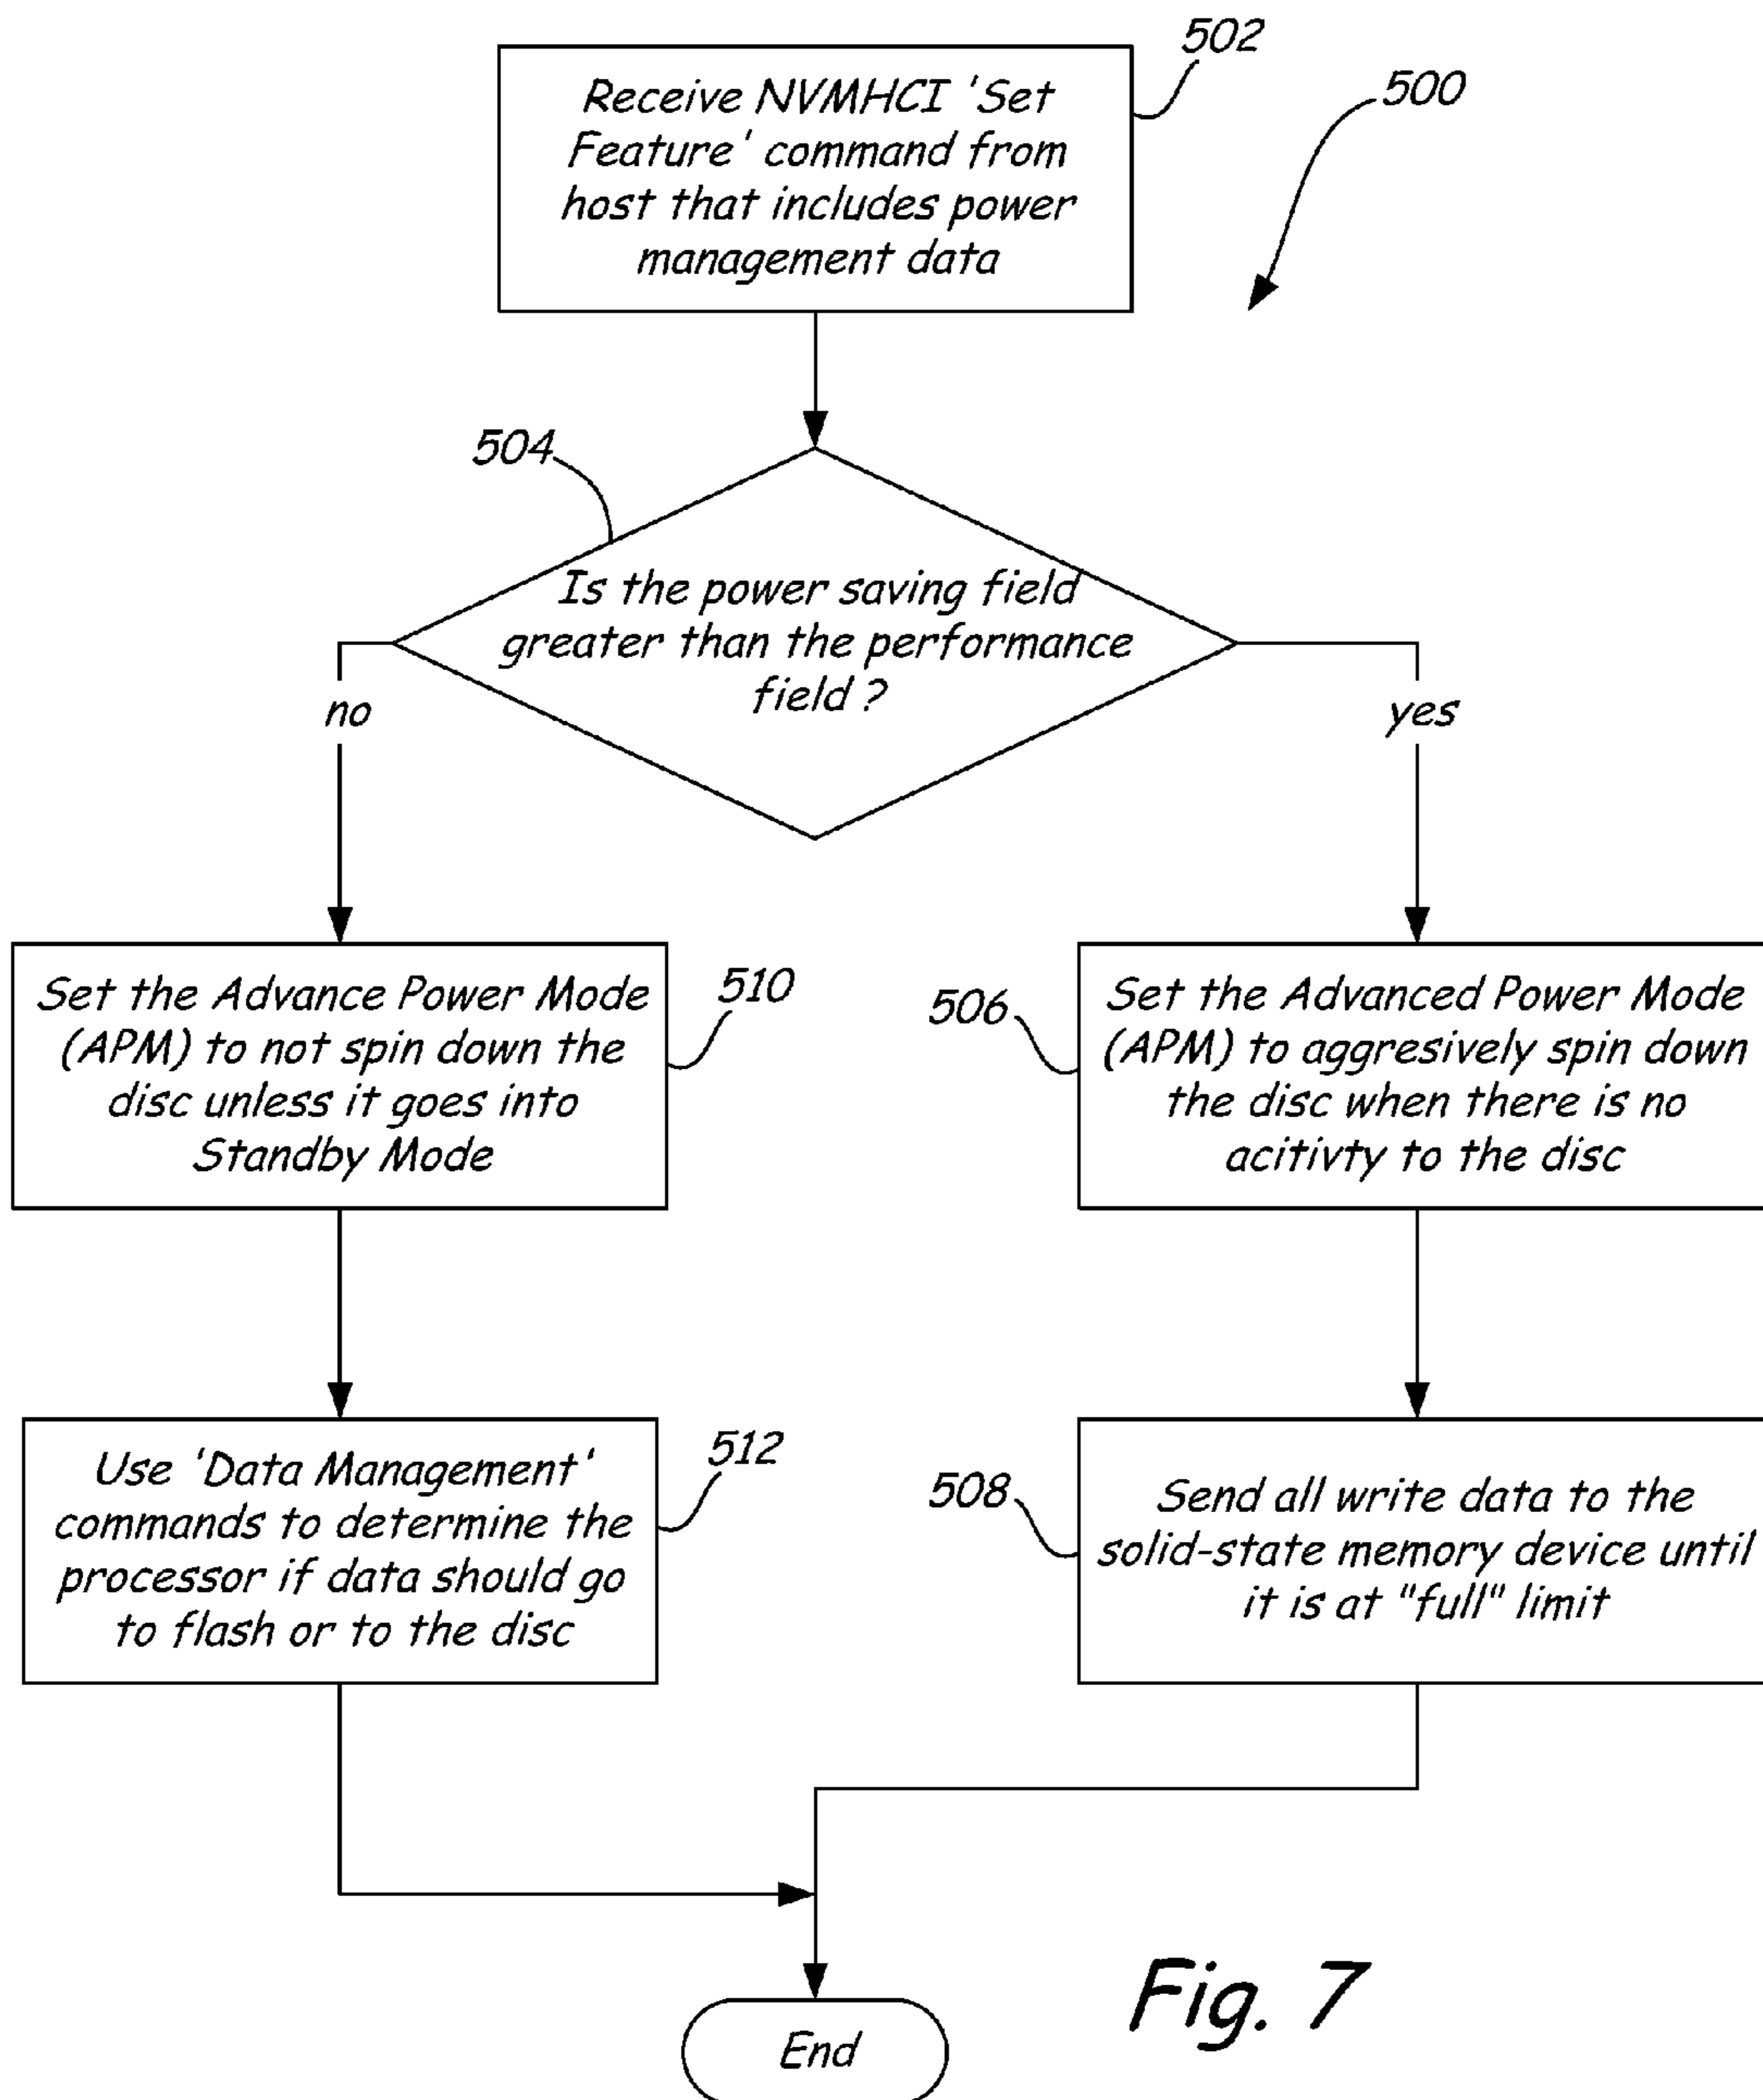 502
500
Receive NVMHCI 'Set
Feature' command from
host that includes power
management data
504
Is the power saving field
greater than the performance
field ?
no
yes
Set the Advance Power Mode
(APM) to not spin down the
disc unless it goes into
Standby Mode
510
506
Set the Advanced Power Mode
(APM) to aggresively spin down
the disc when there is no
acitivty to the disc
Use 'Data Management'
commands to determine the
processor if data should go
to flash or to the disc
512
508
Send all write data to the
solid-state memory device until
it is at "full" limit
End
Fig. 7